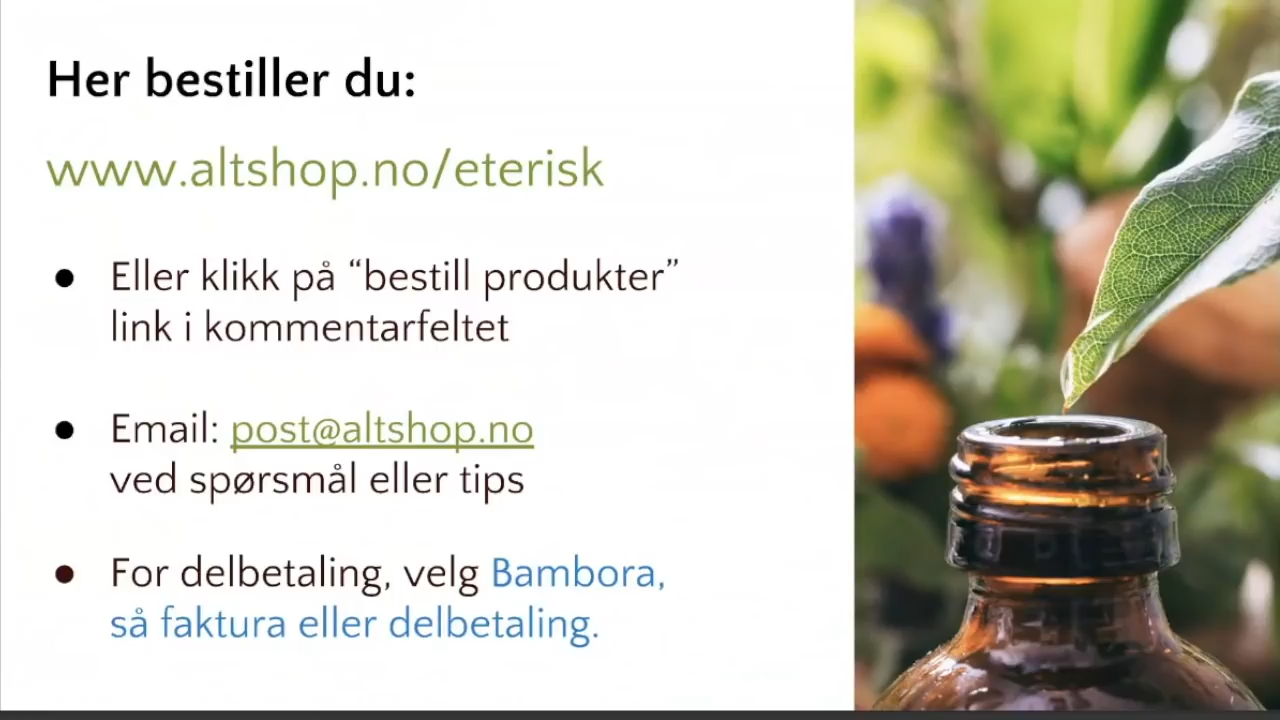 Her bestiller du:
www.altshop.no/eterisk
● Eller klikk på “bestill produkter”
link i kommentarfeltet
● Email: post@altshop.no
ved spørsmål eller tips
● For delbetaling, velg Bambora,
så faktura eller delbetaling.